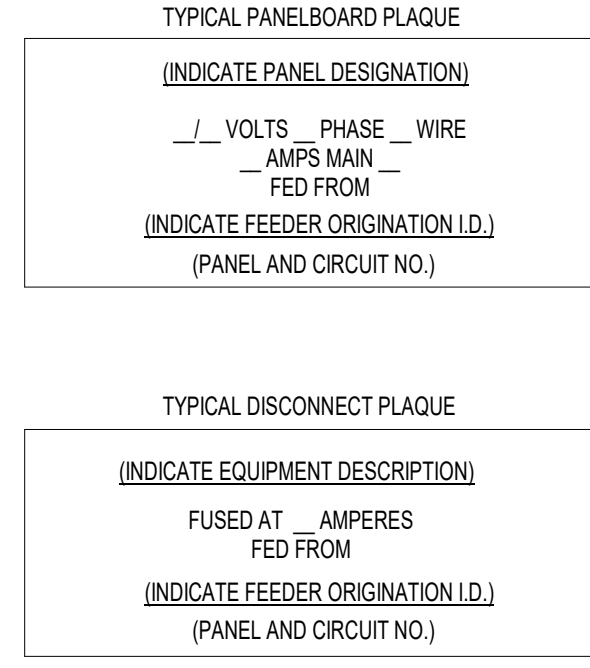 TYPICAL PANELBOARD PLAQUE
(INDICATE PANEL DESIGNATION)
__/__ VOLTS __ PHASE __ WIRE
__ AMPS MAIN __
FED FROM
(INDICATE FEEDER ORIGINATION I.D.)
(PANEL AND CIRCUIT NO.)
TYPICAL DISCONNECT PLAQUE
(INDICATE EQUIPMENT DESCRIPTION)
FUSED AT __ AMPERES
FED FROM
(INDICATE FEEDER ORIGINATION I.D.)
(PANEL AND CIRCUIT NO.)